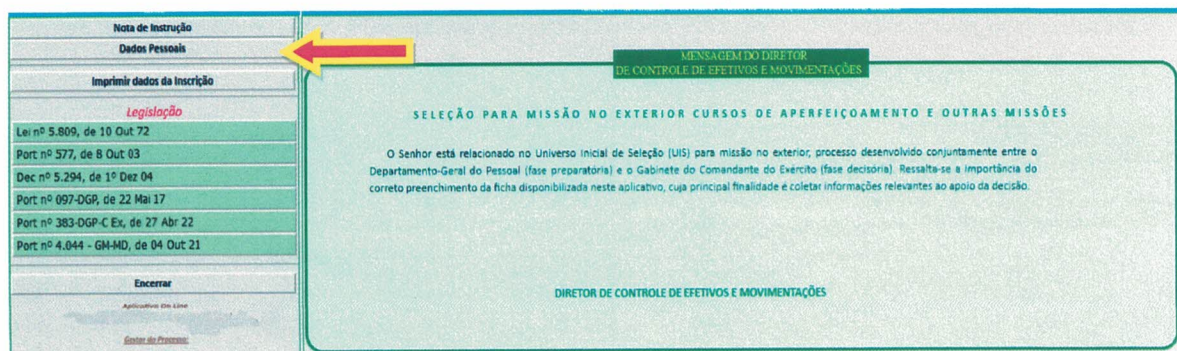 Nota de Instrução
Dados Pessoais
Imprimir dados da Inscrição
Legislação
Lei nº 5.809, de 10 Out 72
Port nº 577, de 8 Out 03
Dec nº 5.294, de 1º Dez 04
Port nº 097-DGP, de 22 Mai 17
Port nº 383-DGP-C Ex, de 27 Abr 22
Port nº 4.044 - GM-MD, de 04 Out 21
Encerrar
Aplicativo On Line
Gestor do Processo:
MENSAGEM DO DIRETOR
DE CONTROLE DE EFETIVOS E MOVIMENTAÇÕES
SELEÇÃO PARA MISSÃO NO EXTERIOR CURSOS DE APERFEIÇOAMENTO E OUTRAS MISSÕES
O Senhor está relacionado no Universo Inicial de Seleção (UIS) para missão no exterior, processo desenvolvido conjuntamente entre o
Departamento-Geral do Pessoal (fase preparatória) e o Gabinete do Comandante do Exército (fase decisória). Ressalta-se a importância do
correto preenchimento da ficha disponibilizada neste aplicativo, cuja principal finalidade é coletar informações relevantes ao apoio da decisão.
DIRETOR DE CONTROLE DE EFETIVOS E MOVIMENTAÇÕES